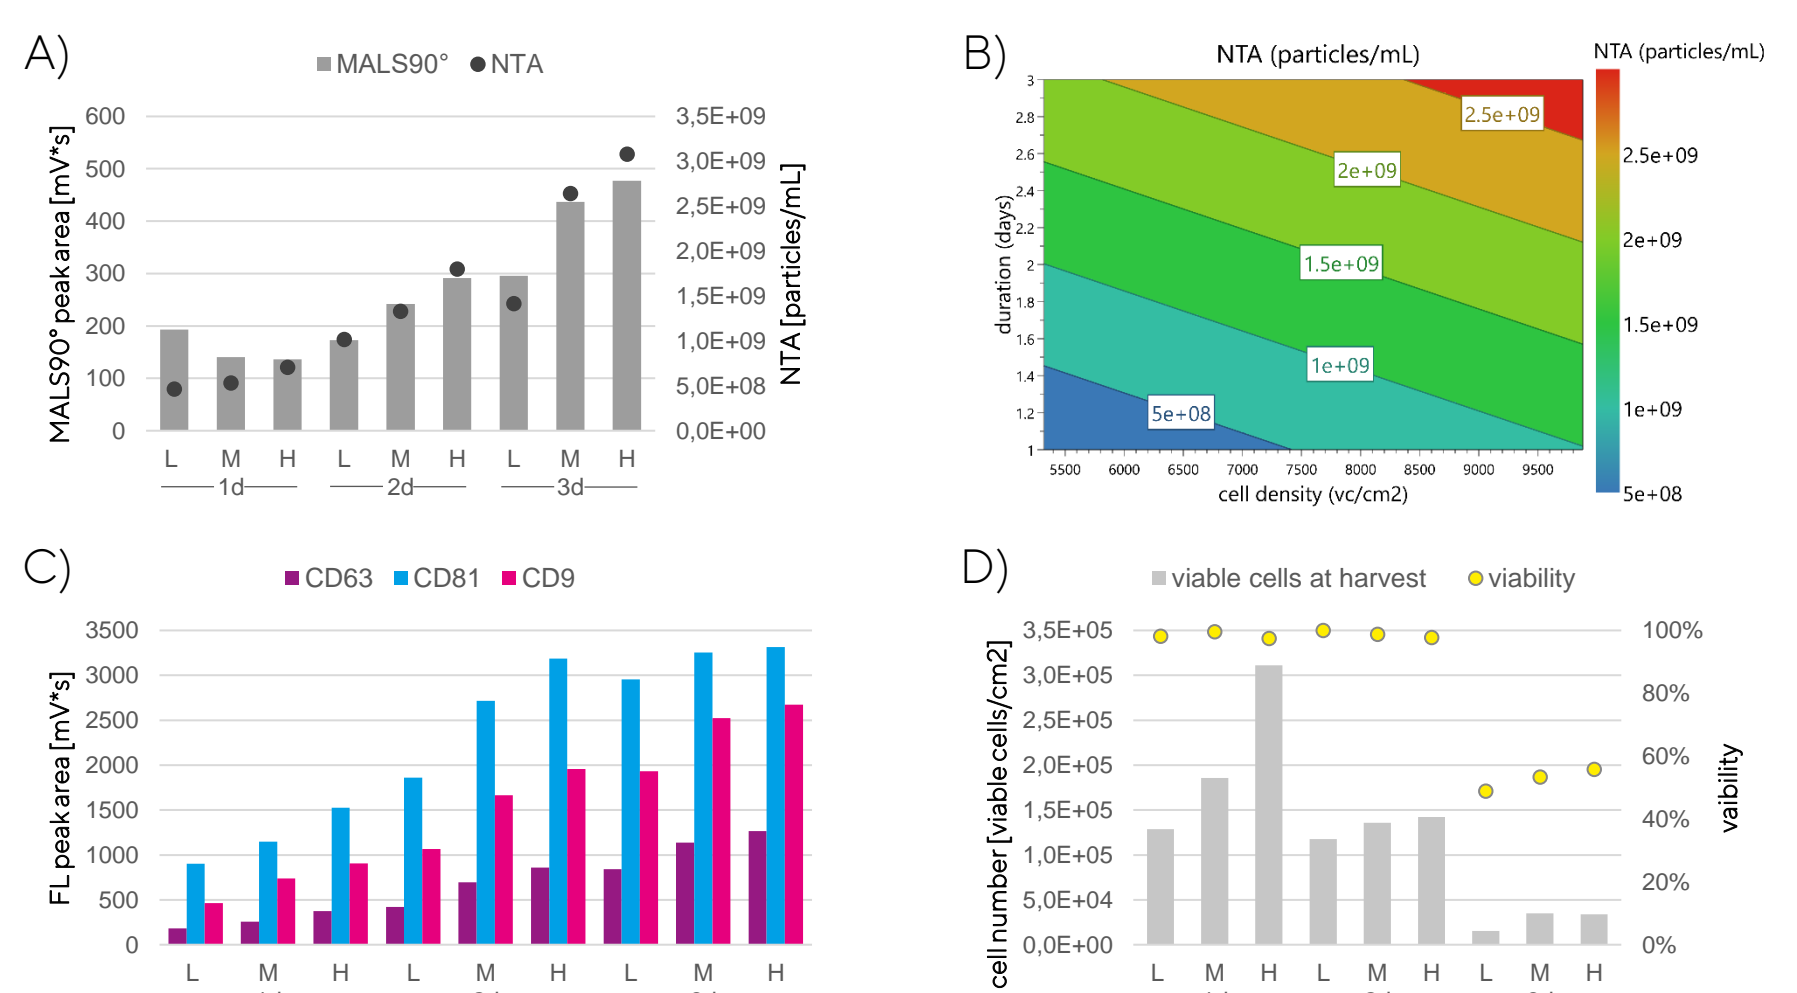 A)
MALS90° NTA
MALS90° peak area [mV*s]
600
500
400
300
200
100
0
3,5E+09
3,0E+09
2,5E+09
2,0E+09
1,5E+09
1,0E+09
5,0E+08
0,0E+00
NTA [particles/mL]
L M H L M H L M H
1d 2d 3d
B)
NTA (particles/mL)
duration (days)
3
2.8
2.6
2.4
2.2
2
1.8
1.6
1.4
1.2
1
2.5e+09
2e+09
1.5e+09
1e+09
5e+08
5500 6000 6500 7000 7500 8000 8500 9000 9500
cell density (vc/cm2)
NTA (particles/mL)
2.5e+09
2e+09
1.5e+09
1e+09
5e+08
C)
CD63 CD81 CD9
FL peak area [mV*s]
3500
3000
2500
2000
1500
1000
500
0
L M H L M H L M H
D)
viable cells at harvest viability
cell number [viable cells/cm2]
3,5E+05
3,0E+05
2,5E+05
2,0E+05
1,5E+05
1,0E+05
5,0E+04
0,0E+00
100%
80%
60%
40%
20%
0%
vaibility
L M H L M H L M H